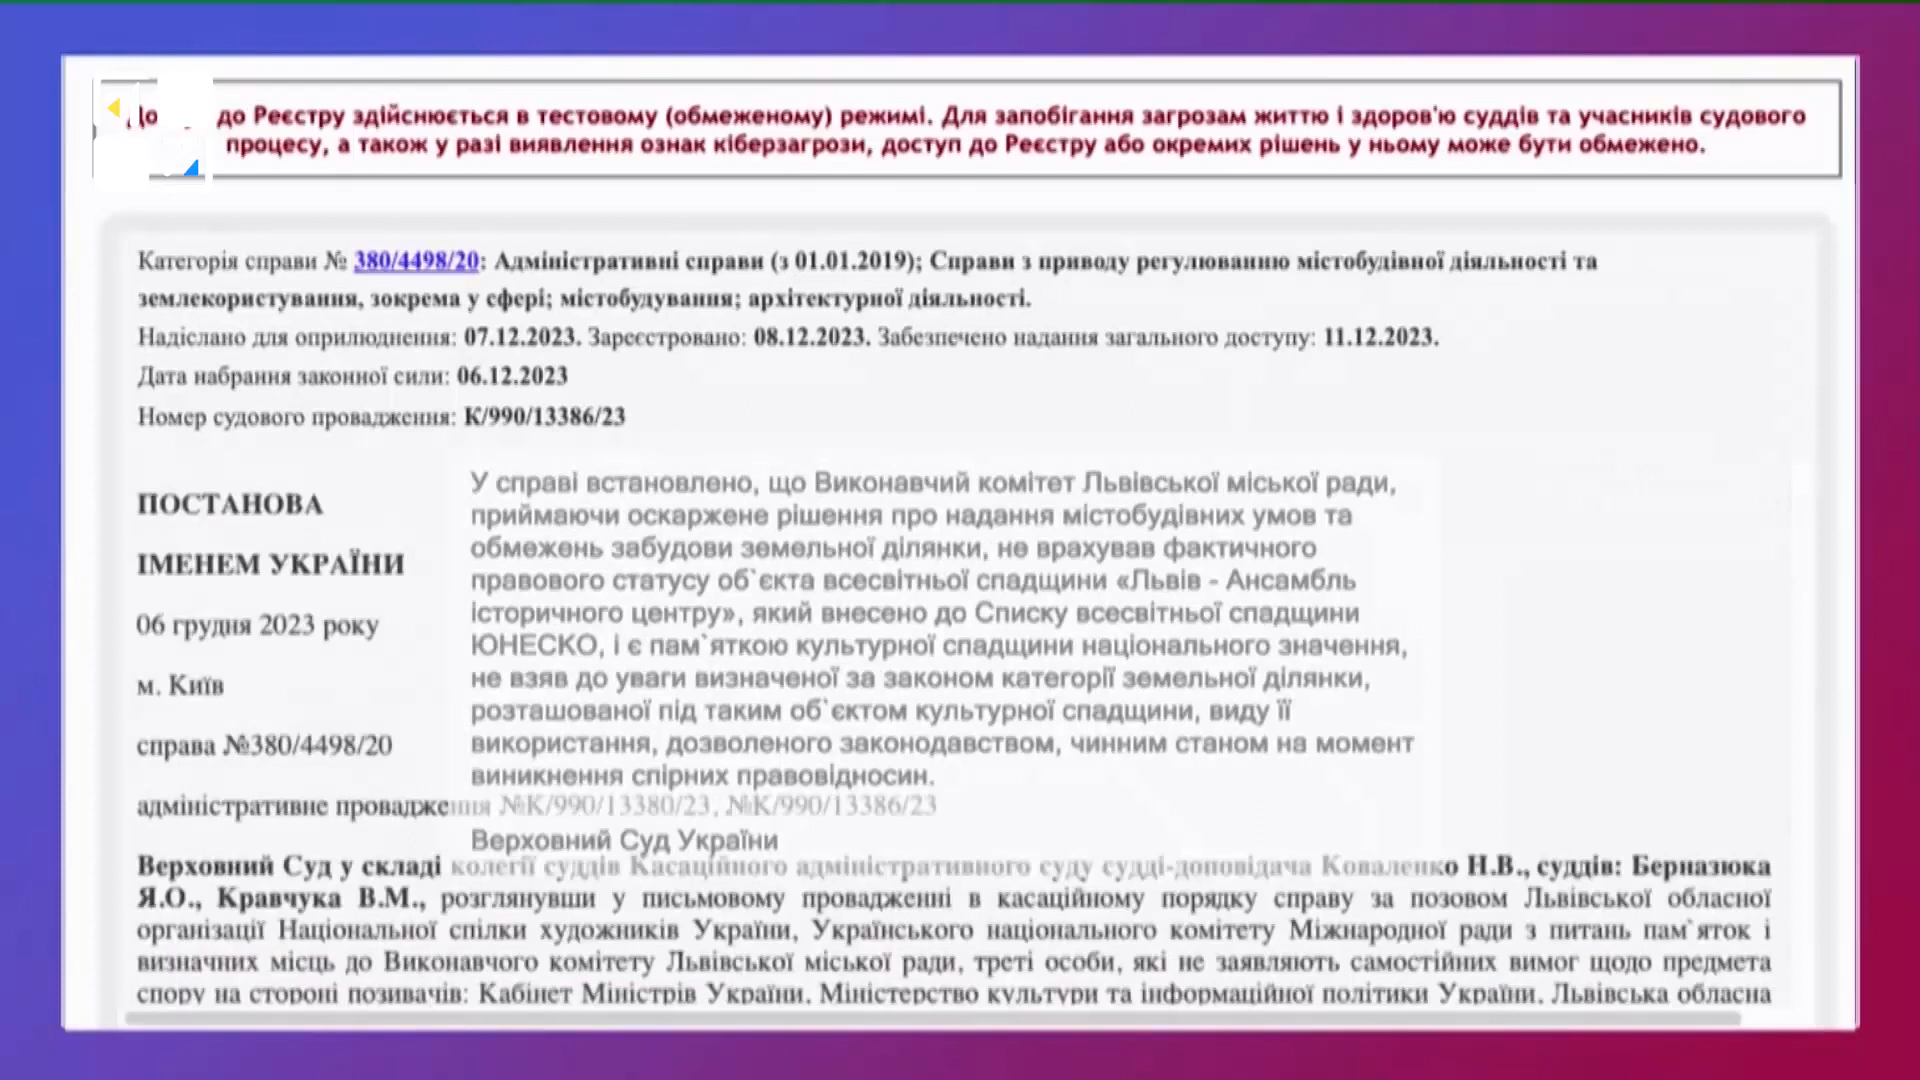 до Реєстру здійснюється в тестовому (обмеженому) режимі. Для запобігання загрозам життю і здоров'ю суддів та учасників судового
процесу, а також у разі виявлення ознак кіберзагрози, доступ до Реєстру або окремих рішень у ньому може бути обмежено.
Категорія справи № 380/4498/20: Адміністративні справи (з 01.01.2019); Справи з приводу регулюванню містобудівної діяльності та
землекористування, зокрема у сфері; містобудування; архітектурної діяльності.
Надіслано для оприлюднення: 07.12.2023. Зареєстровано: 08.12.2023. Забезпечено надання загального доступу: 11.12.2023.
Дата набрання законної сили: 06.12.2023
Номер судового провадження: К/990/13386/23
ПОСТАНОВА
ІМЕНЕМ УКРАЇНИ
06 грудня 2023 року
м. Київ
справа №380/4498/20
У справі встановлено, що Виконавчий комітет Львівської міської ради,
приймаючи оскаржене рішення про надання містобудівних умов та
обмежень забудови земельної ділянки, не врахував фактичного
правового статусу об`єкта всесвітньої спадщини «Львів - Ансамбль
історичного центру», який внесено до Списку всесвітньої спадщини
ЮНЕСКО, і є пам`яткою культурної спадщини національного значення,
не взяв до уваги визначеної за законом категорії земельної ділянки,
розташованої під таким об`єктом культурної спадщини, виду її
використання, дозволеного законодавством, чинним станом на момент
виникнення спірних правовідносин.
адміністративне провадження №К/990/13380/23, №К/990/13386/23
Верховний Суд України
Верховний Суд у складі колегії суддів Касаційного адміністративного суду судді-доповідача Коваленко Н.В., суддів: Берназюка
Я.О., Кравчука В.М., розглянувши у письмовому провадженні в касаційному порядку справу за позовом Львівської обласної
організації Національної спілки художників України, Українського національного комітету Міжнародної ради з питань пам`яток і
визначних місць до Виконавчого комітету Львівської міської ради, треті особи, які не заявляють самостійних вимог щодо предмета
спору на стороні позивачів: Кабінет Міністрів України, Міністерство культури та інформаційної політики України, Львівська обласна